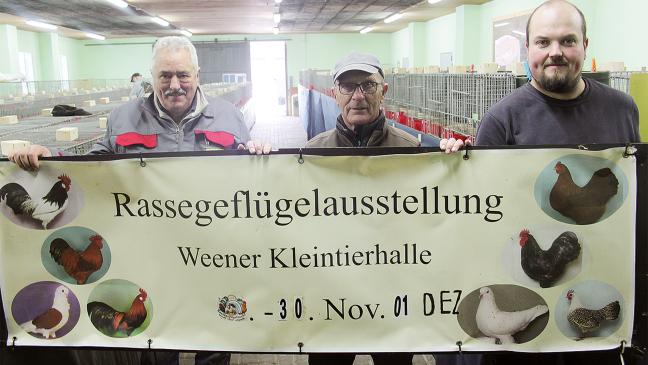 Rassegeflügelausstellung
Weener Kleintierhalle
. -30. Nov. 01 DEZ